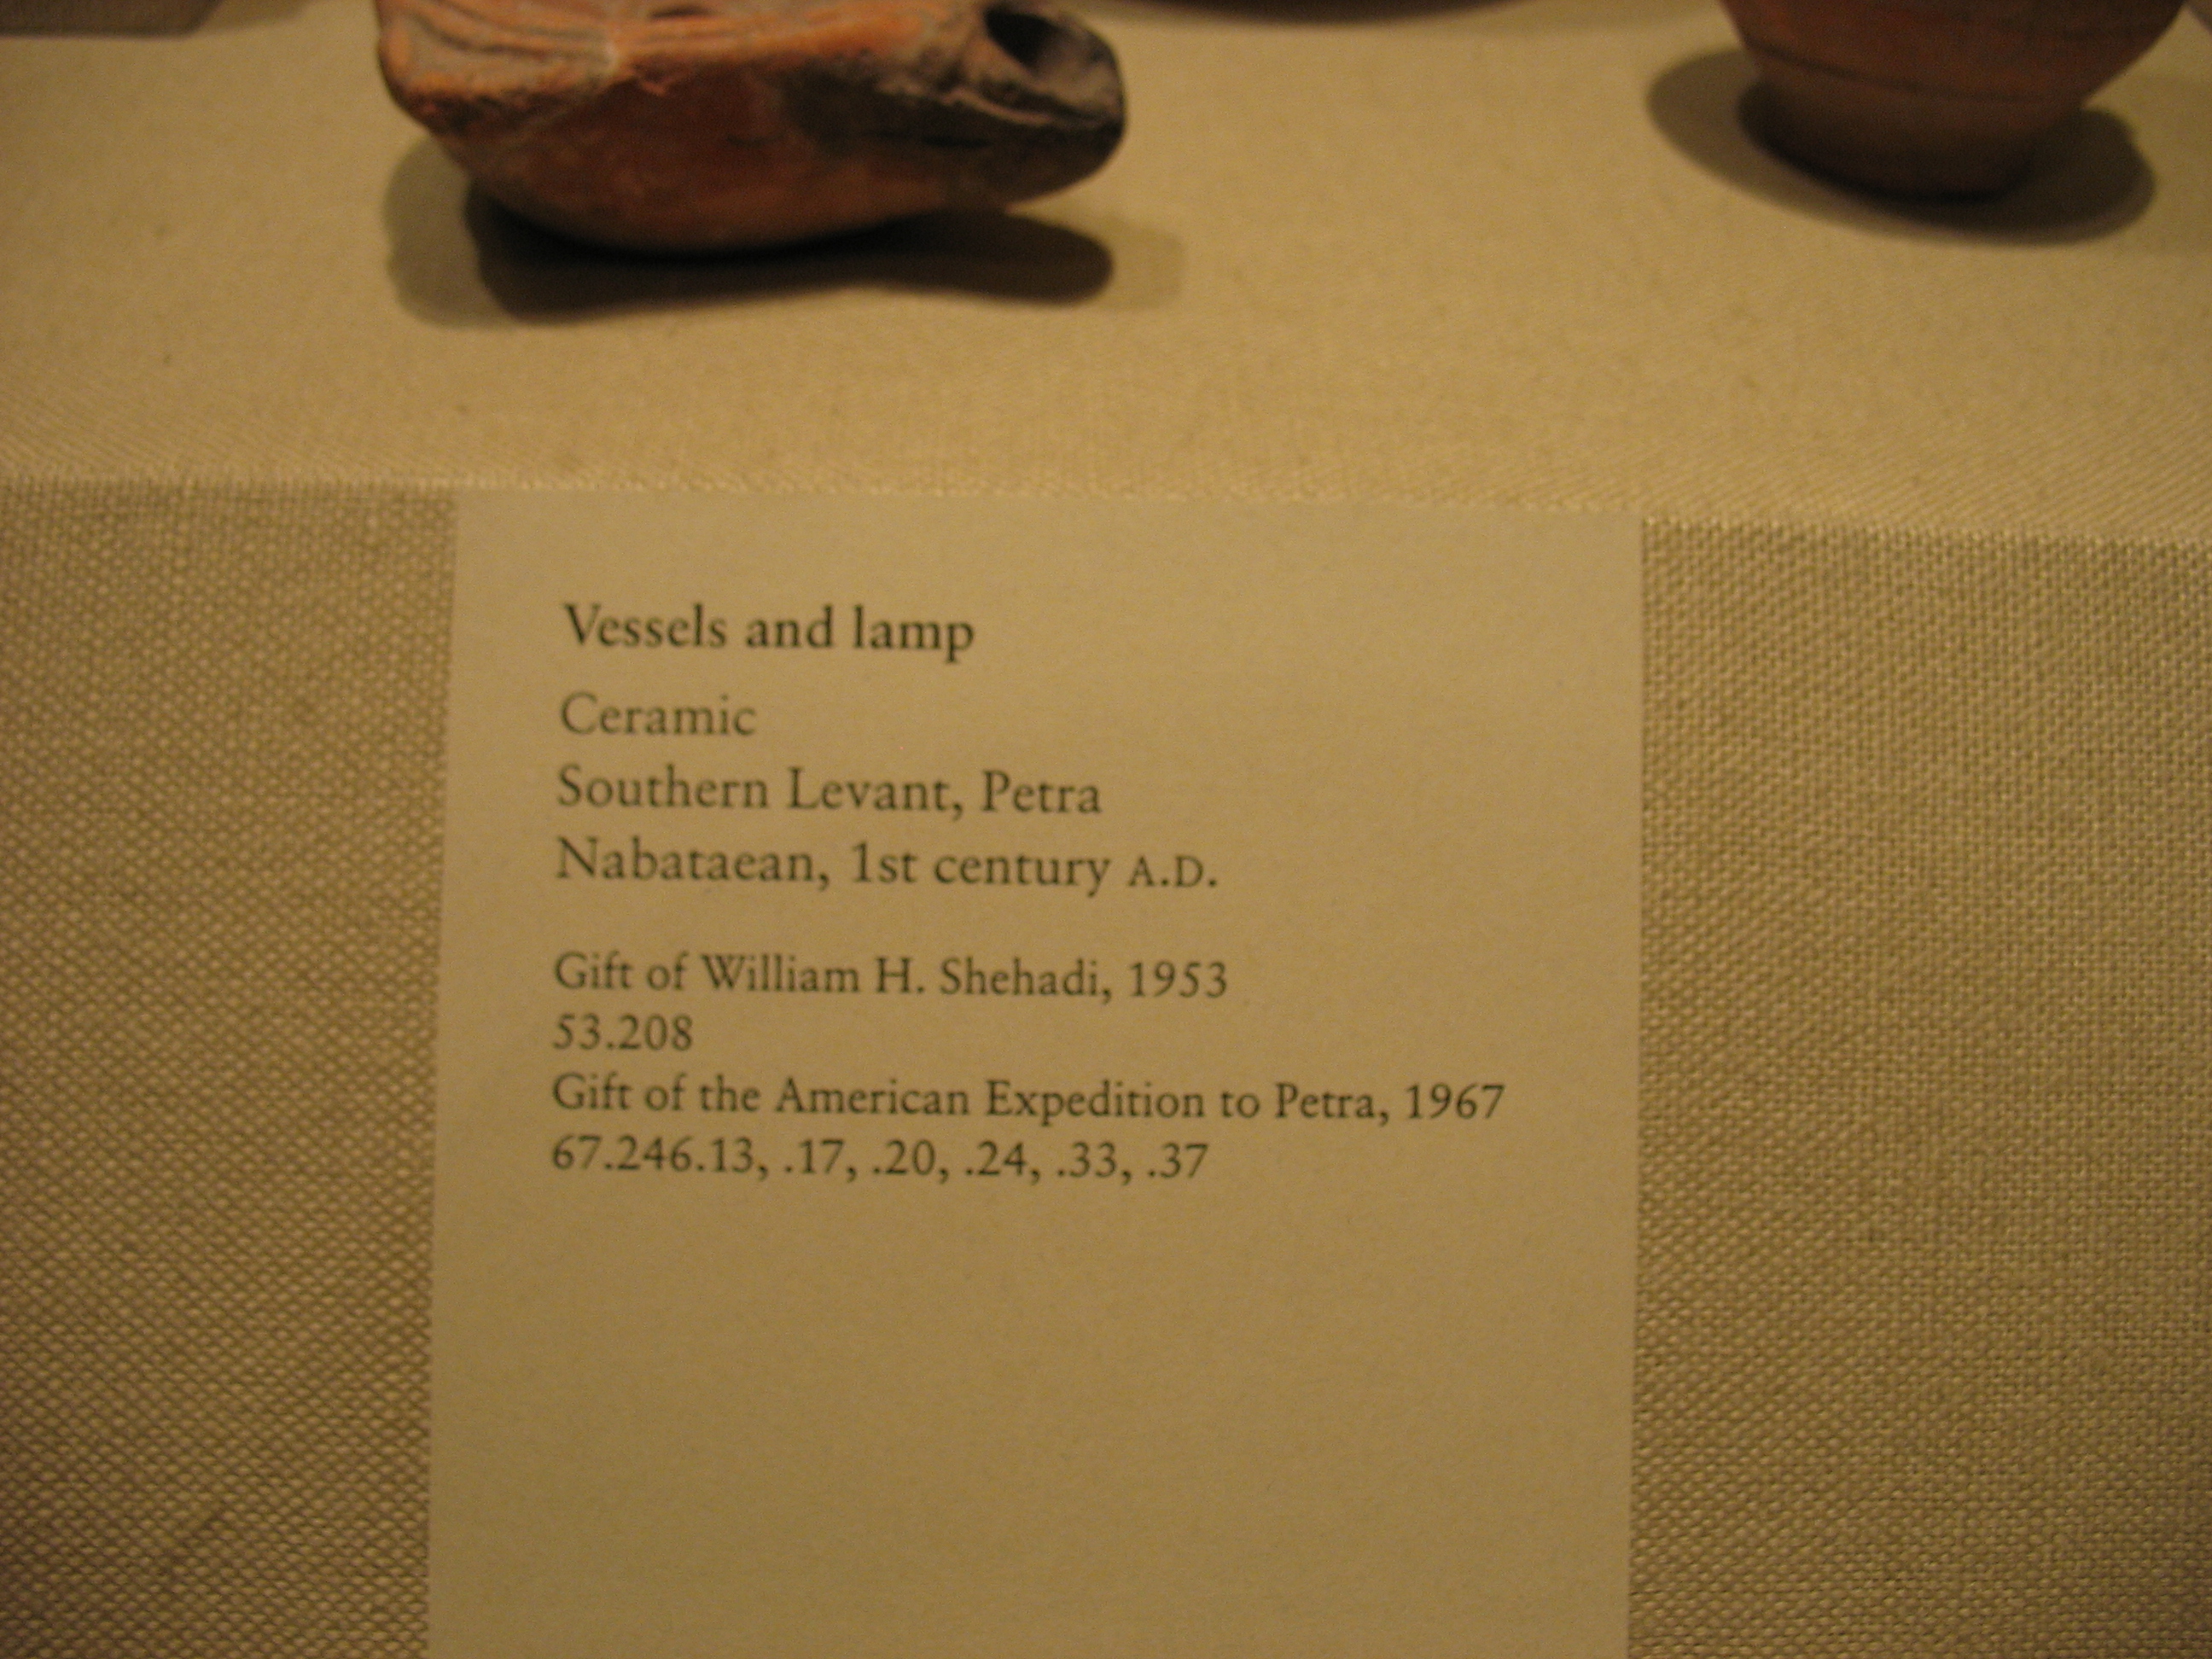 Vessels and lamp
Ceramic
Southern Levant, Petra
Nabataean, 1st century A.D.
Gift of William H. Shehadi, 1953
53.208
Gift of the American Expedition to Petra, 1967
67.246.13, .17, .20, .24, .33, .37